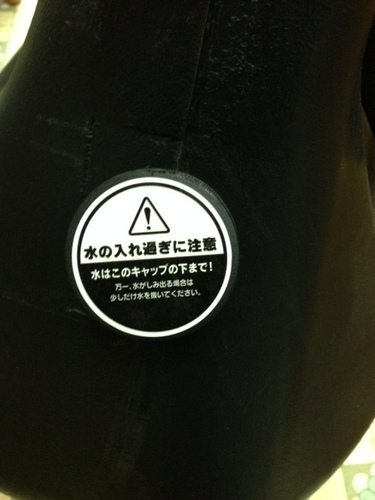 水の入れ過ぎに注意
水はこのキャップの下まで!
万一、水がしみ出る場合は
少しだけ水を抜いてください。